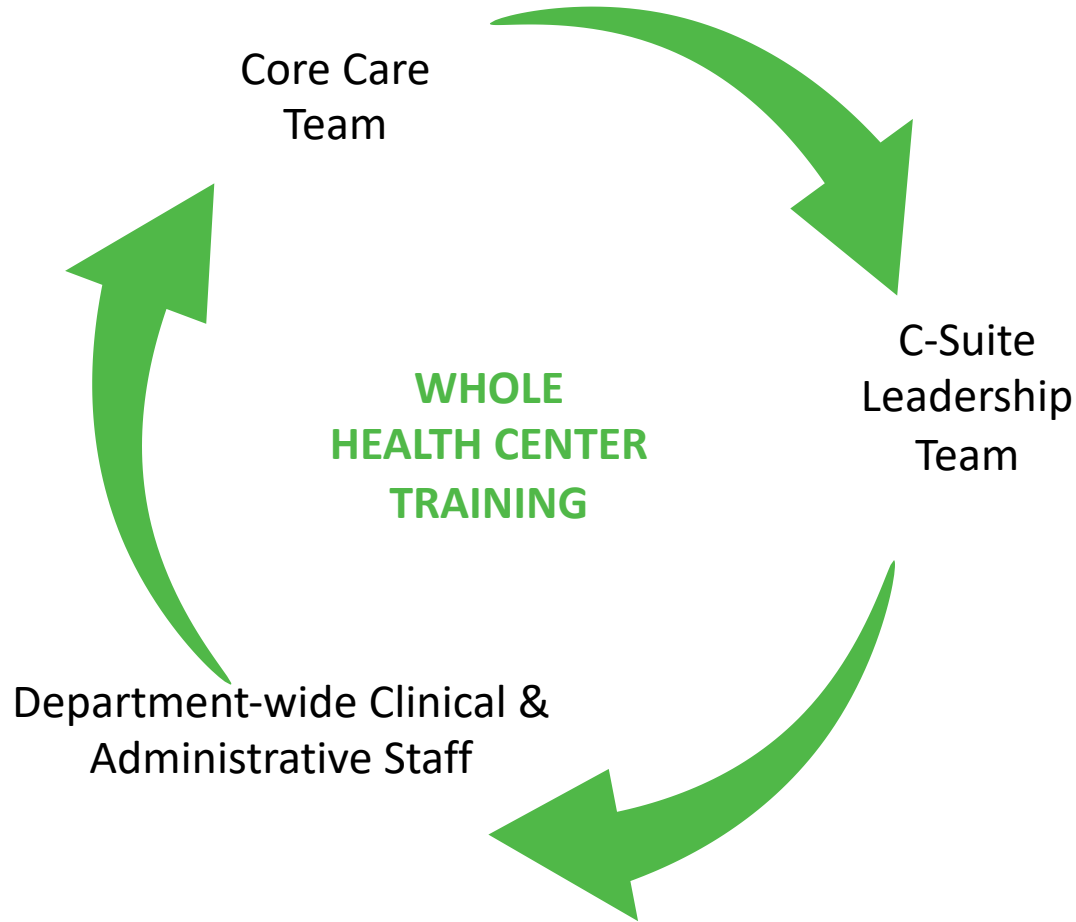 Core Care
Team
C-Suite
Leadership
Team
WHOLE
HEALTH CENTER
TRAINING
Department-wide Clinical &
Administrative Staff